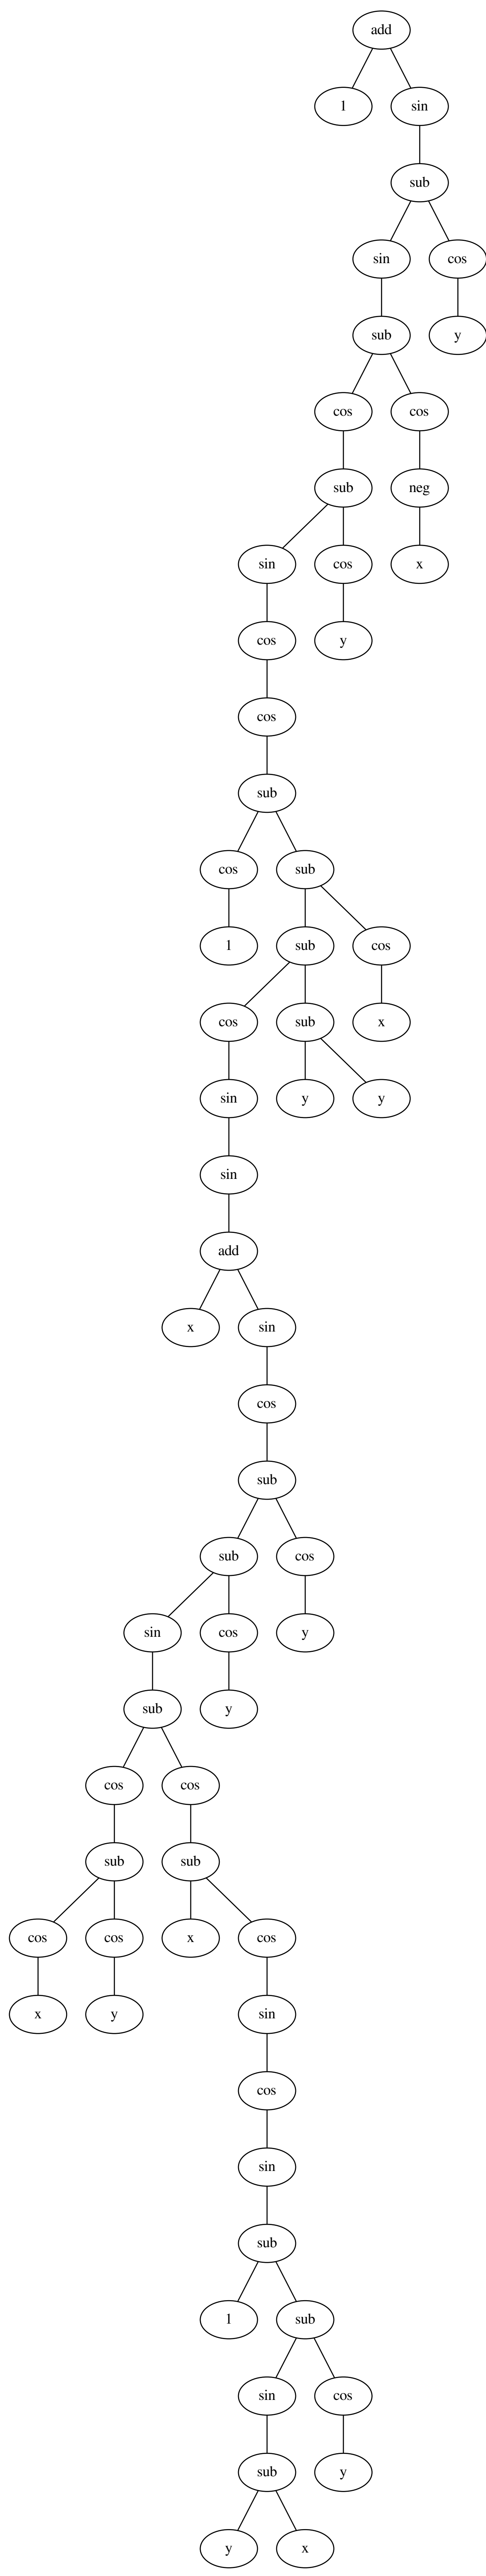 add
1 sin
sub
sin cos
sub y
cos cos
sub neg
sin cos x
cos y
cos
sub
cos sub
1 sub cos
cos sub x
sin y y
sin
add
x sin
cos
sub
sub cos
sin cos y
sub y
cos cos
sub sub
cos cos x cos
x y sin
cos
sin
sub
1 sub
sin cos
sub y
y x